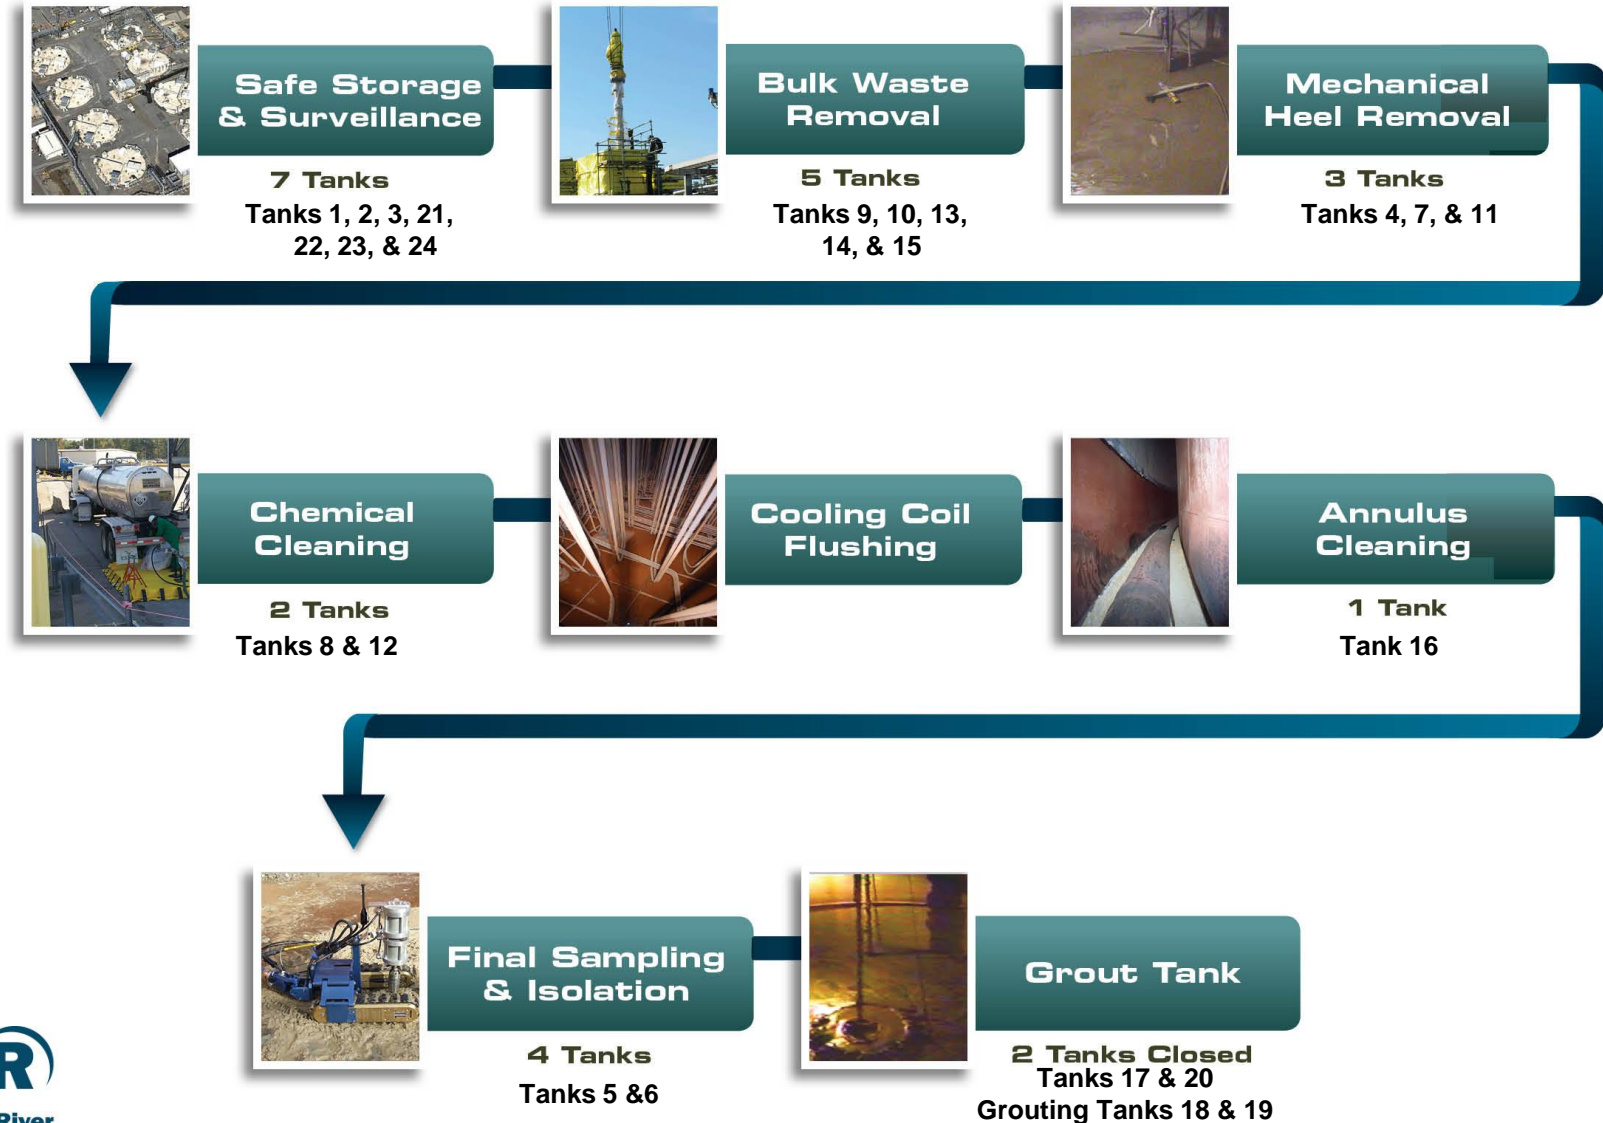 Safe Storage
& Surveillance
7 Tanks
Tanks 1, 2, 3, 21,
22, 23, & 24
Bulk Waste
Removal
5 Tanks
Tanks 9, 10, 13,
14, & 15
Mechanical
Heel Removal
3 Tanks
Tanks 4, 7, & 11
Chemical
Cleaning
2 Tanks
Tanks 8 & 12
Cooling Coil
Flushing
Annulus
Cleaning
1 Tank
Tank 16
Final Sampling
& Isolation
4 Tanks
Tanks 5 &6
Grout Tank
2 Tanks Closed
Tanks 17 & 20
Grouting Tanks 18 & 19
R
River